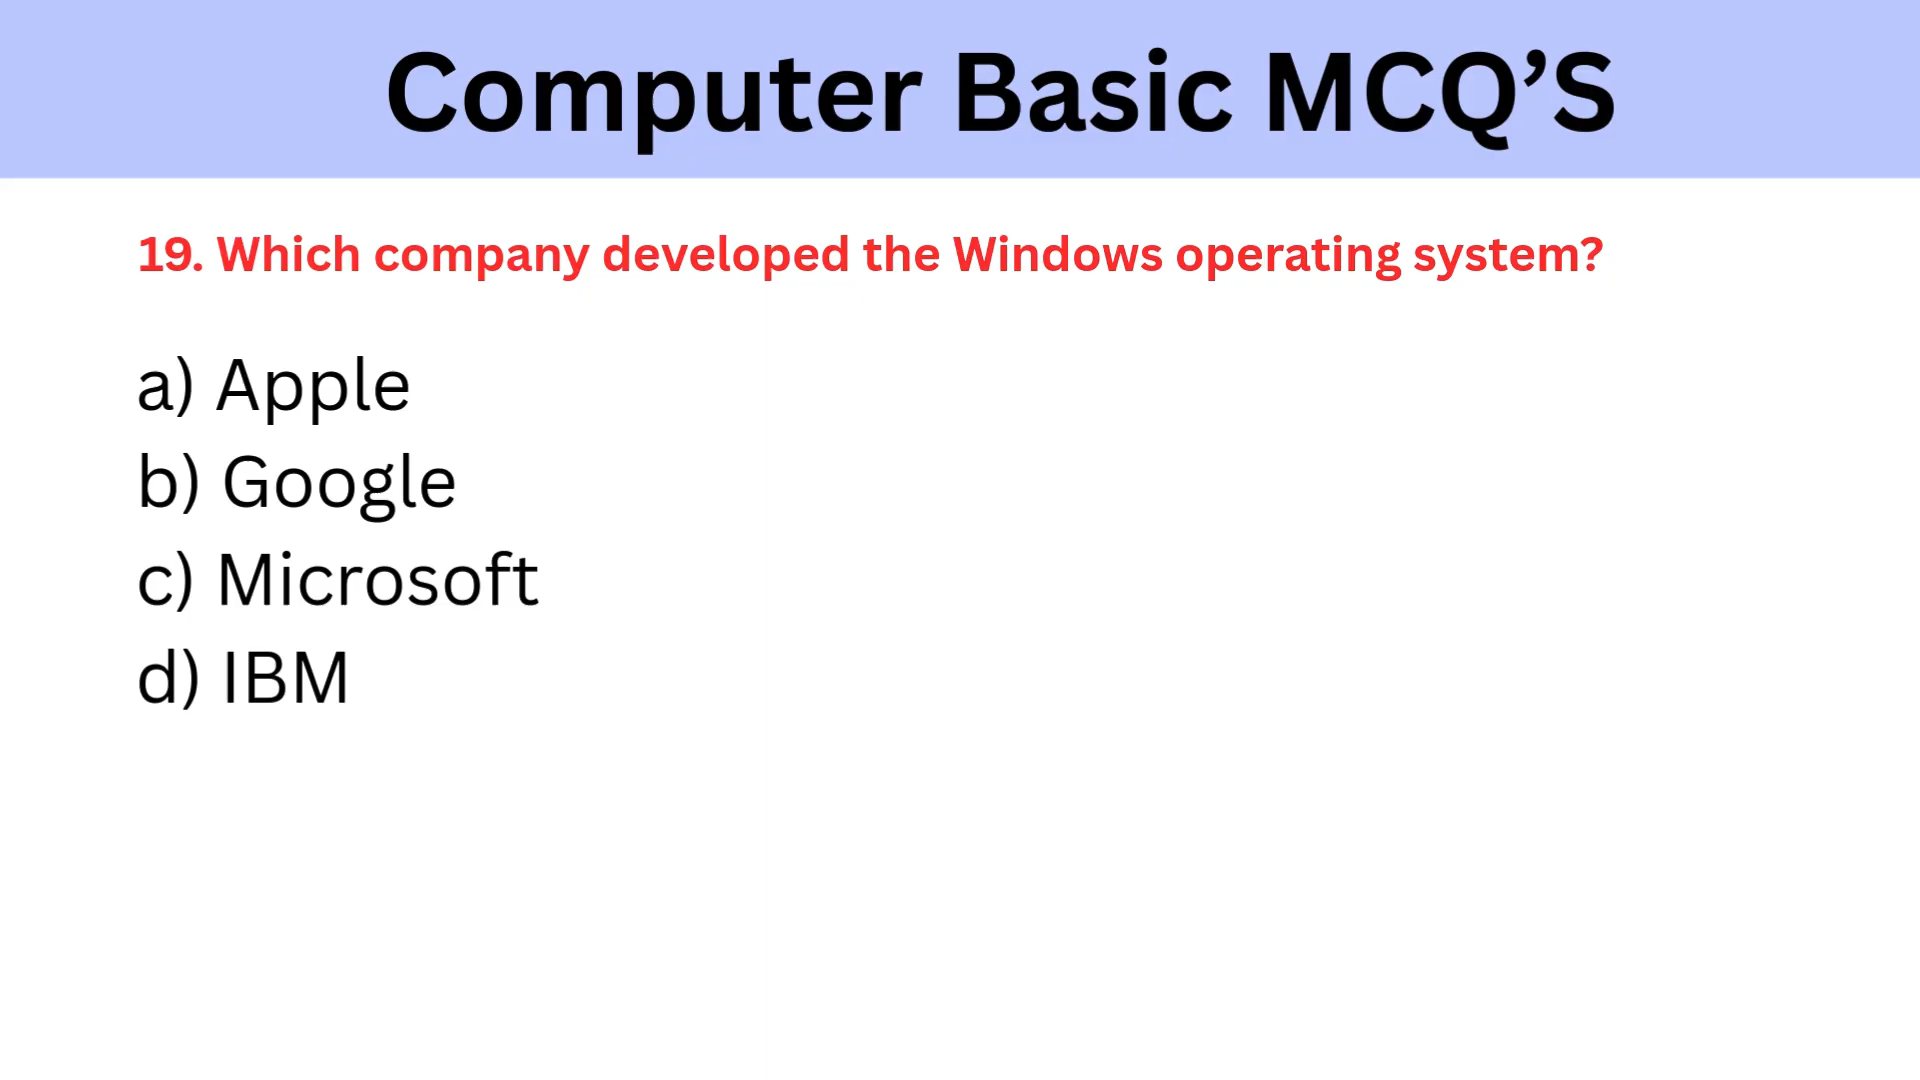 Computer Basic MCQ’S
19. Which company developed the Windows operating system?
a) Apple
b) Google
c) Microsoft
d) IBM